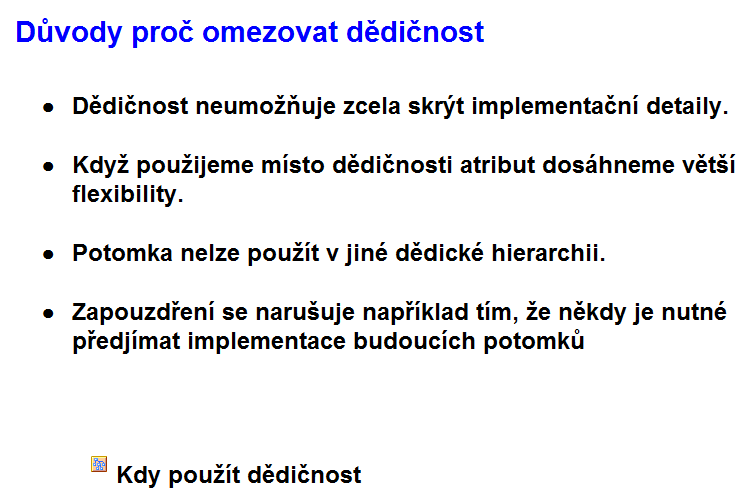 Důvody proč omezovat dědičnost
● Dědičnost neumožňuje zcela skrýt implementační detaily.
● Když použijeme místo dědičnosti atribut dosáhneme větší
flexibility.
● Potomka nelze použít v jiné dědické hierarchii.
● Zapouzdření se narušuje například tím, že někdy je nutné
předjímat implementace budoucích potomků
Kdy použít dědičnost